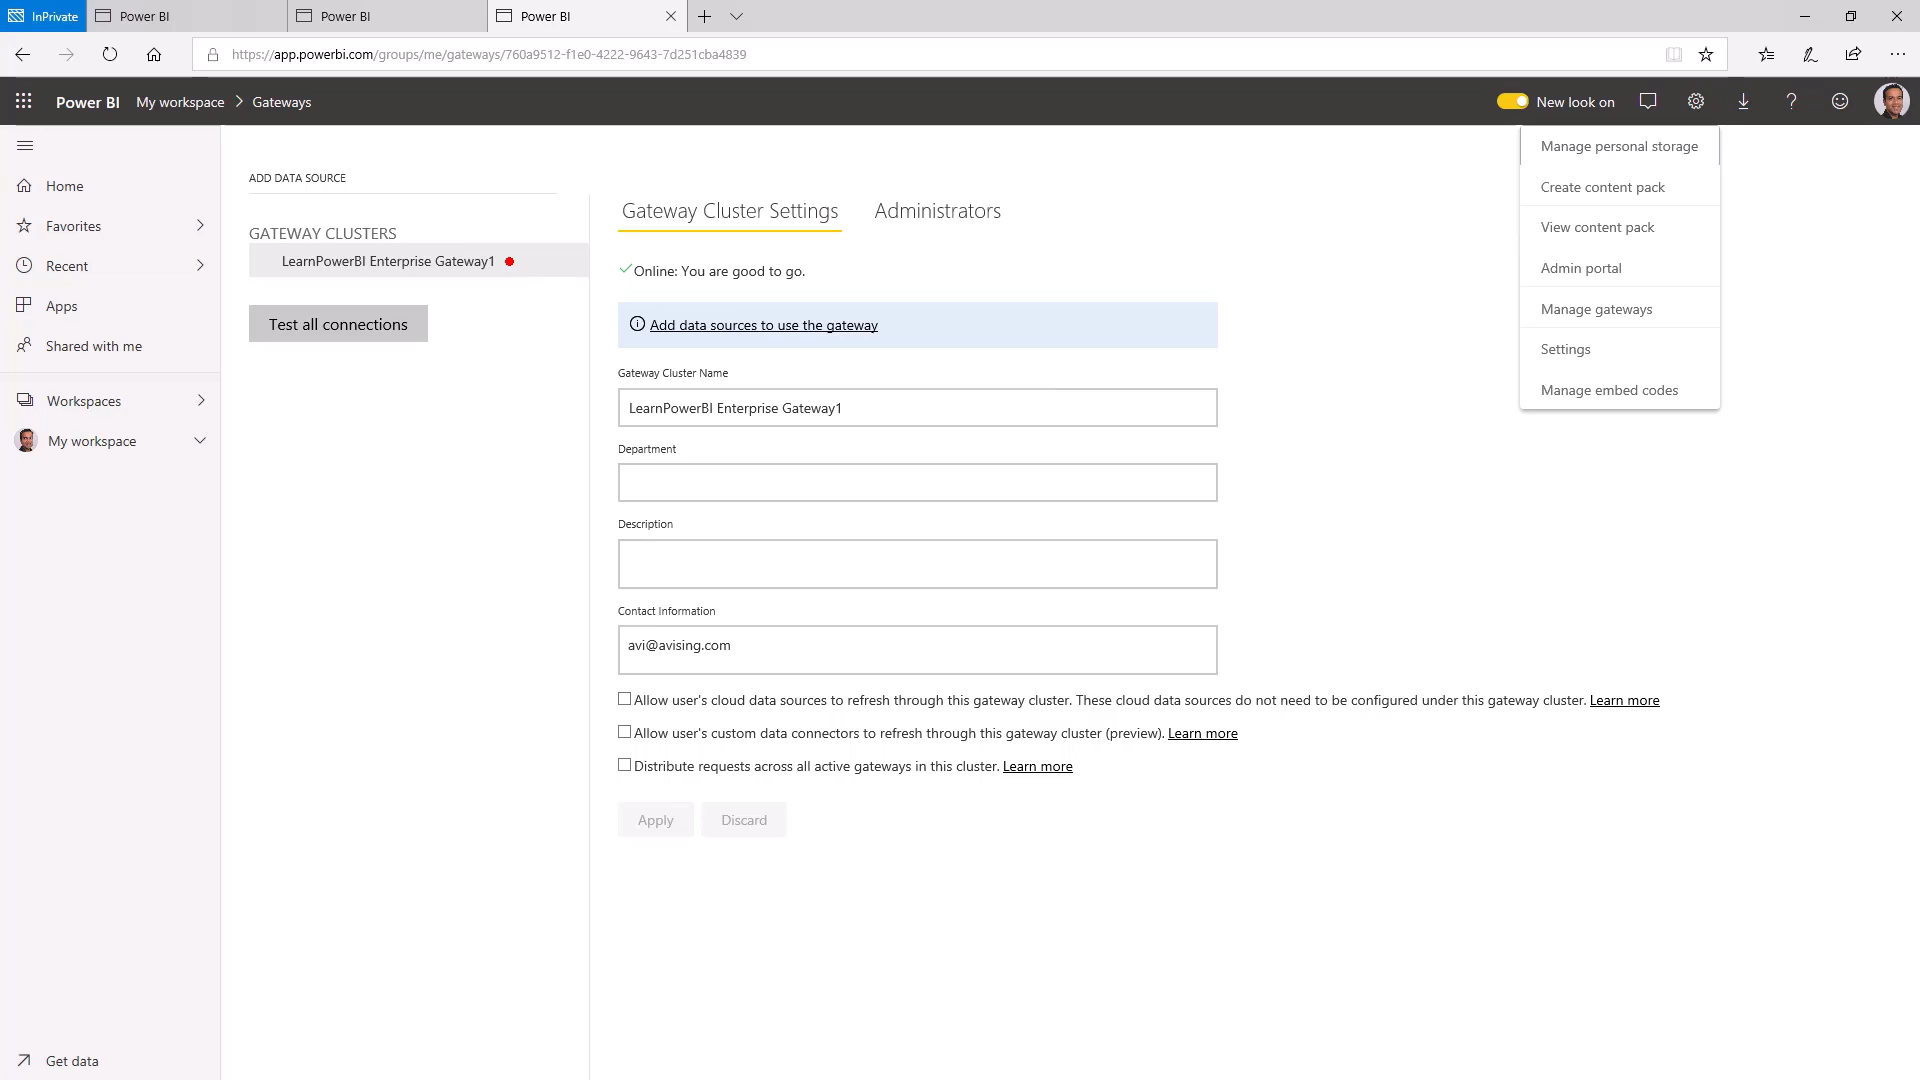 InPrivate
Power BI
Power BI
Power BI
https://app.powerbi.com/groups/me/gateways/760a9512-f1e0-4222-9643-7d251cba4839
Power BI My workspace > Gateways
New look on
Manage personal storage
Create content pack
View content pack
Admin portal
Manage gateways
Settings
Manage embed codes
Home
Favorites
Recent
Apps
Shared with me
Workspaces
My workspace
Get data
ADD DATA SOURCE
GATEWAY CLUSTERS
LearnPowerBI Enterprise Gateway1
Test all connections
Gateway Cluster Settings
Administrators
Online: You are good to go.
Add data sources to use the gateway
Gateway Cluster Name
LearnPowerBI Enterprise Gateway1
Department
Description
Contact Information
avi@avising.com
Allow user's cloud data sources to refresh through this gateway cluster. These cloud data sources do not need to be configured under this gateway cluster. Learn more
Allow user's custom data connectors to refresh through this gateway cluster (preview). Learn more
Distribute requests across all active gateways in this cluster. Learn more
Apply
Discard